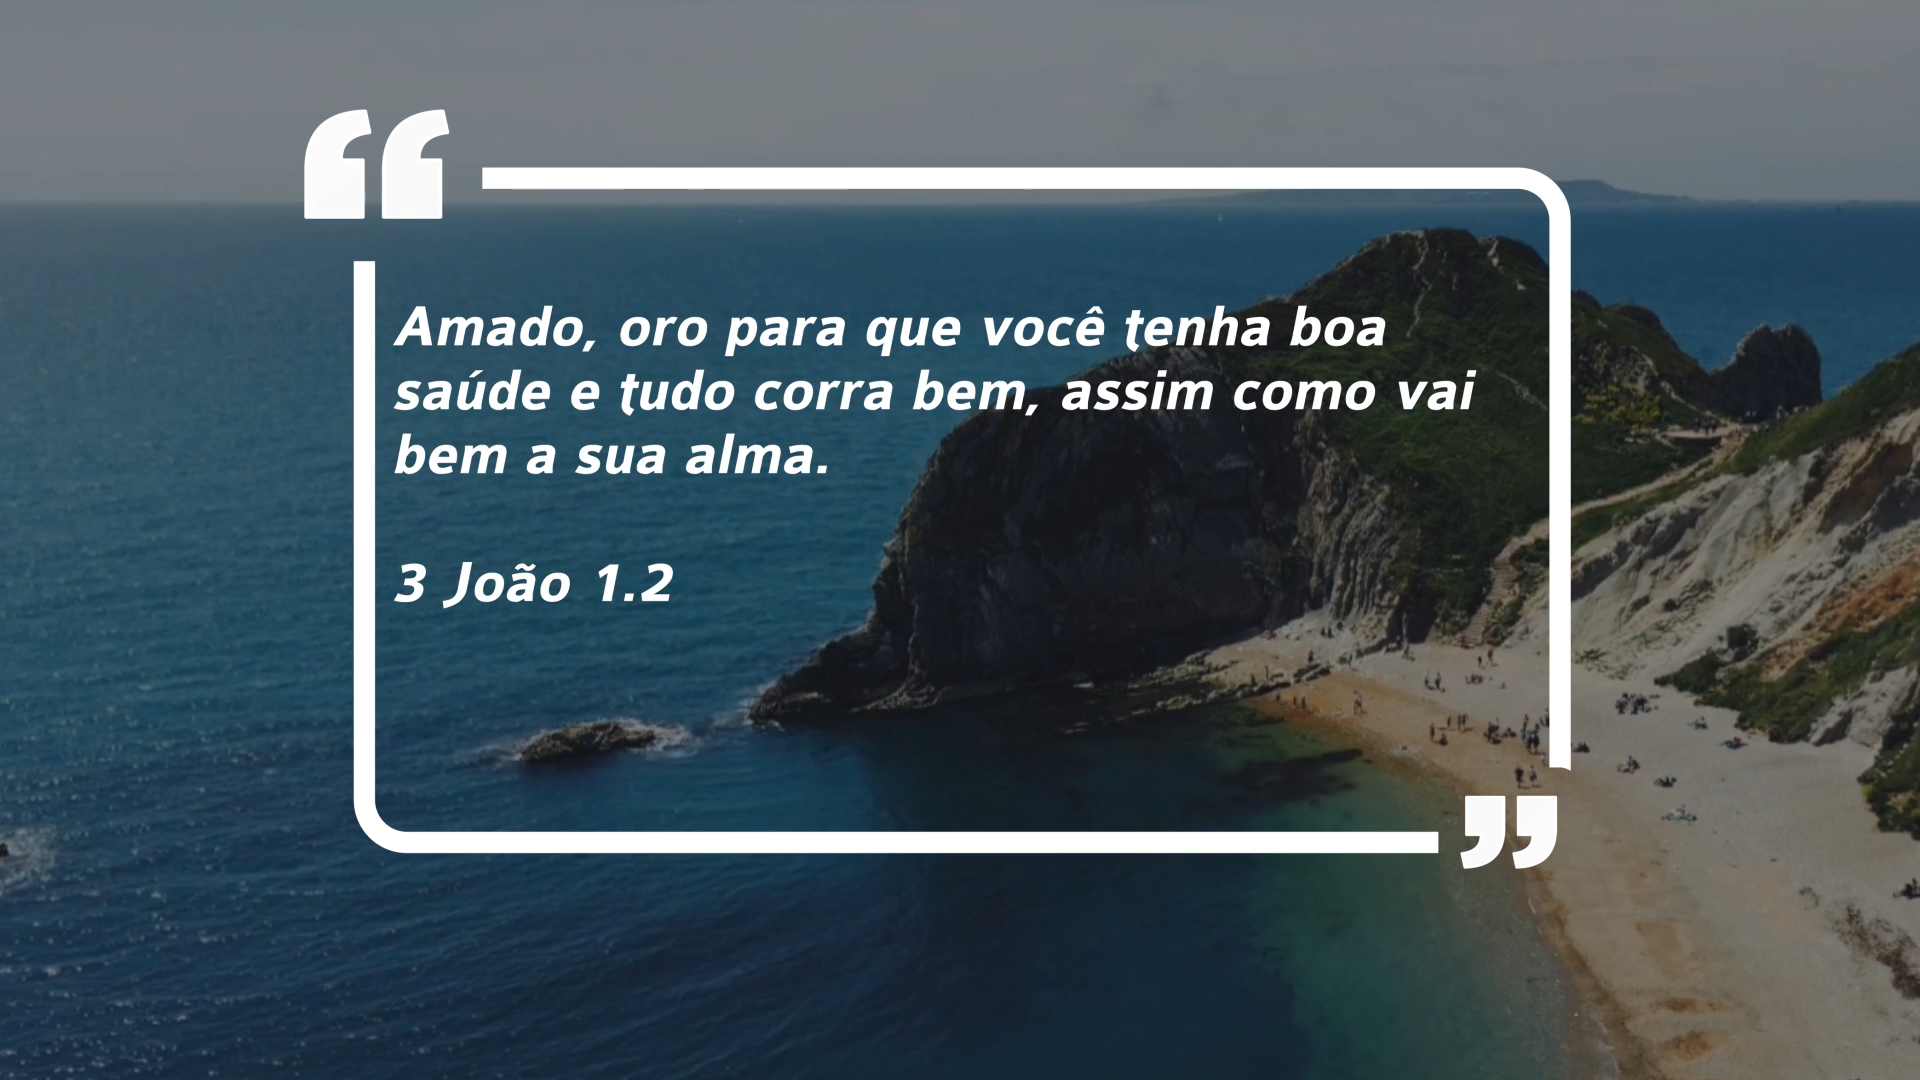 Amado, oro para que você tenha boa
saúde e tudo corra bem, assim como vai
bem a sua alma.
3 João 1.2